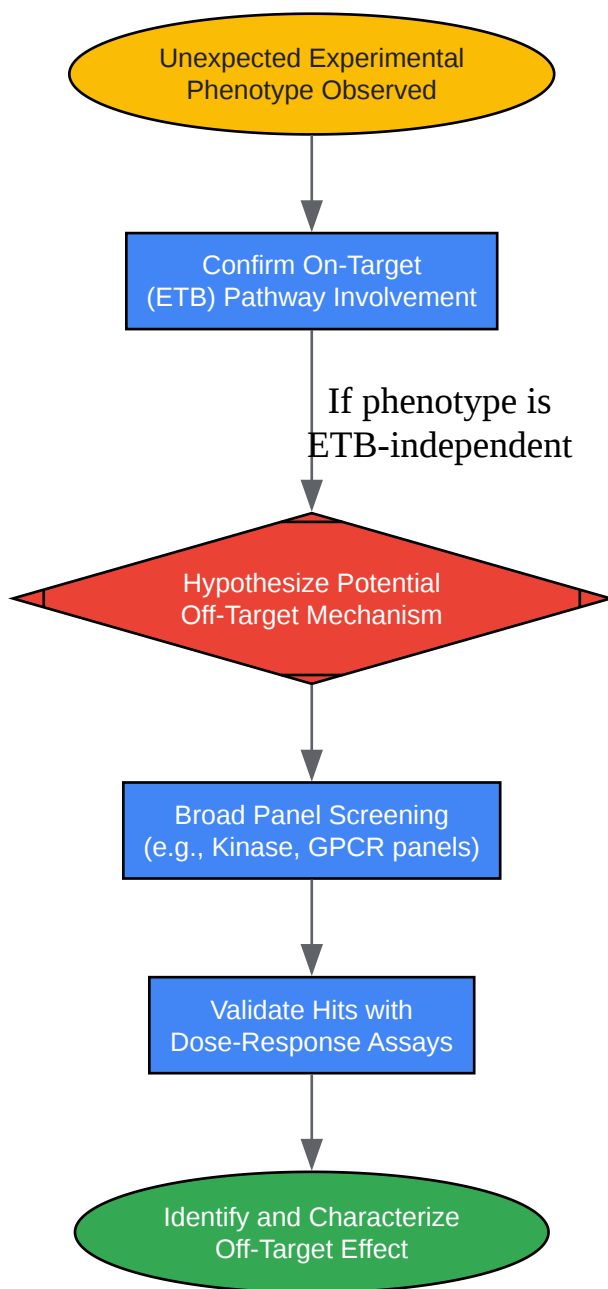 Unexpected Experimental
Phenotype Observed
Confirm On-Target
(ETB) Pathway Involvement
If phenotype is
ETB-independent
Hypothesize Potential
Off-Target Mechanism
Broad Panel Screening
(e.g., Kinase, GPCR panels)
Validate Hits with
Dose-Response Assays
Identify and Characterize
Off-Target Effect